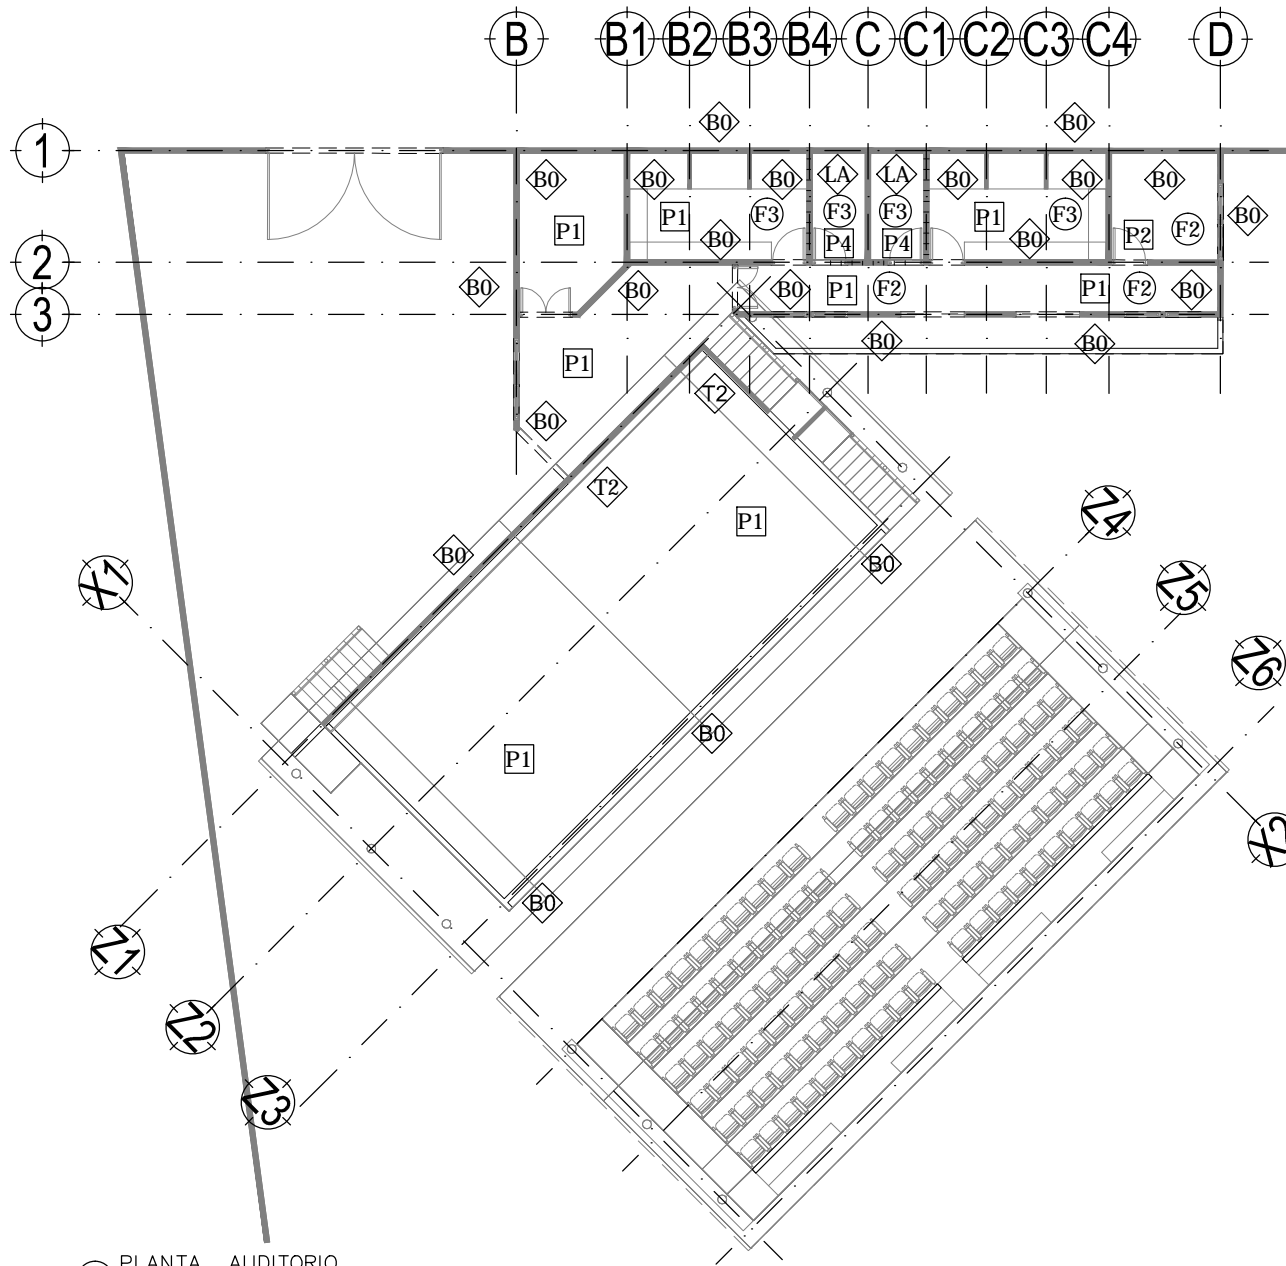 B B1 B2 B3 B4 C C1 C2 C3 C4 D
B0 B0
1
B0 B0 B0 LA LA B0 B0 B0 B0
F3 F3 F3 F3
P1 P1 P1 F2
B0 P4 P4 B0 P2
2
B0 B0 B0 P1 F2 P1 F2 B0
3
B0 B0
P1
T2
B0
T2
P1
Z4
B0 B0
X1 Z5
Z6
B0
P1
X2
B0
Z1
Z2
Z3
PLANTA AUDITORIO